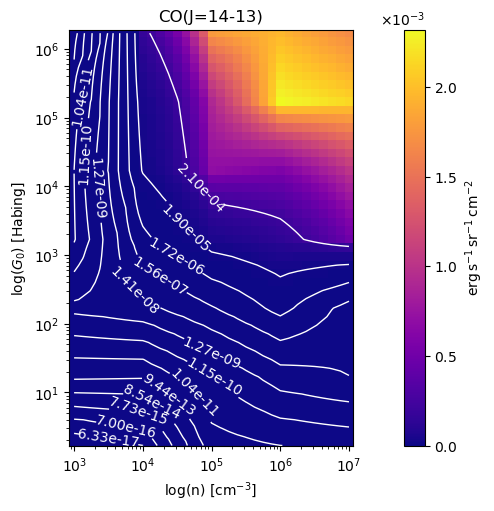 CO(J=14-13)
×10⁻³
10⁶
10⁵
10⁴
10³
10²
10¹
log(G₀) [Habing]
1.04e-11
1.15e-10
1.27e-09
2.10e-04
1.90e-05
1.72e-06
1.56e-07
1.41e-08
1.27e-09
1.15e-10
1.04e-11
9.44e-13
8.54e-14
7.73e-15
7.00e-16
6.33e-17
10³ 10⁴ 10⁵ 10⁶ 10⁷
log(n) [cm⁻³]
2.0
1.5
1.0
0.5
0.0
erg s⁻¹ sr⁻¹ cm⁻²